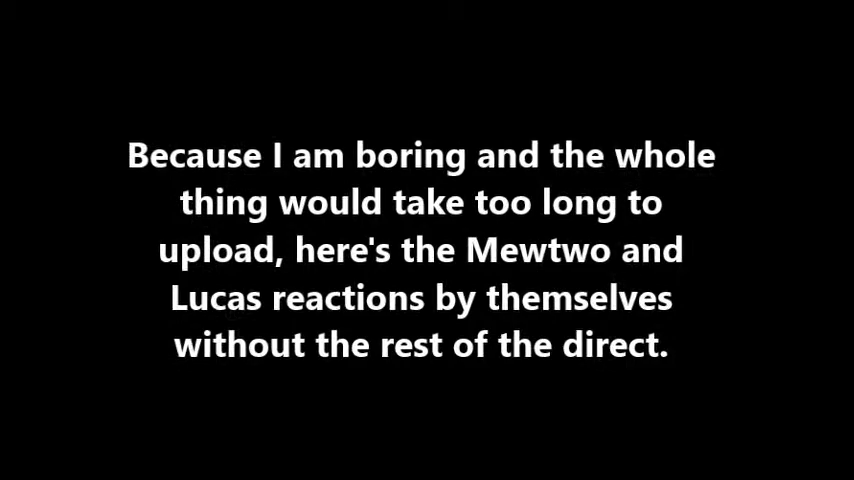 Because I am boring and the whole
thing would take too long to
upload, here's the Mewtwo and
Lucas reactions by themselves
without the rest of the direct.